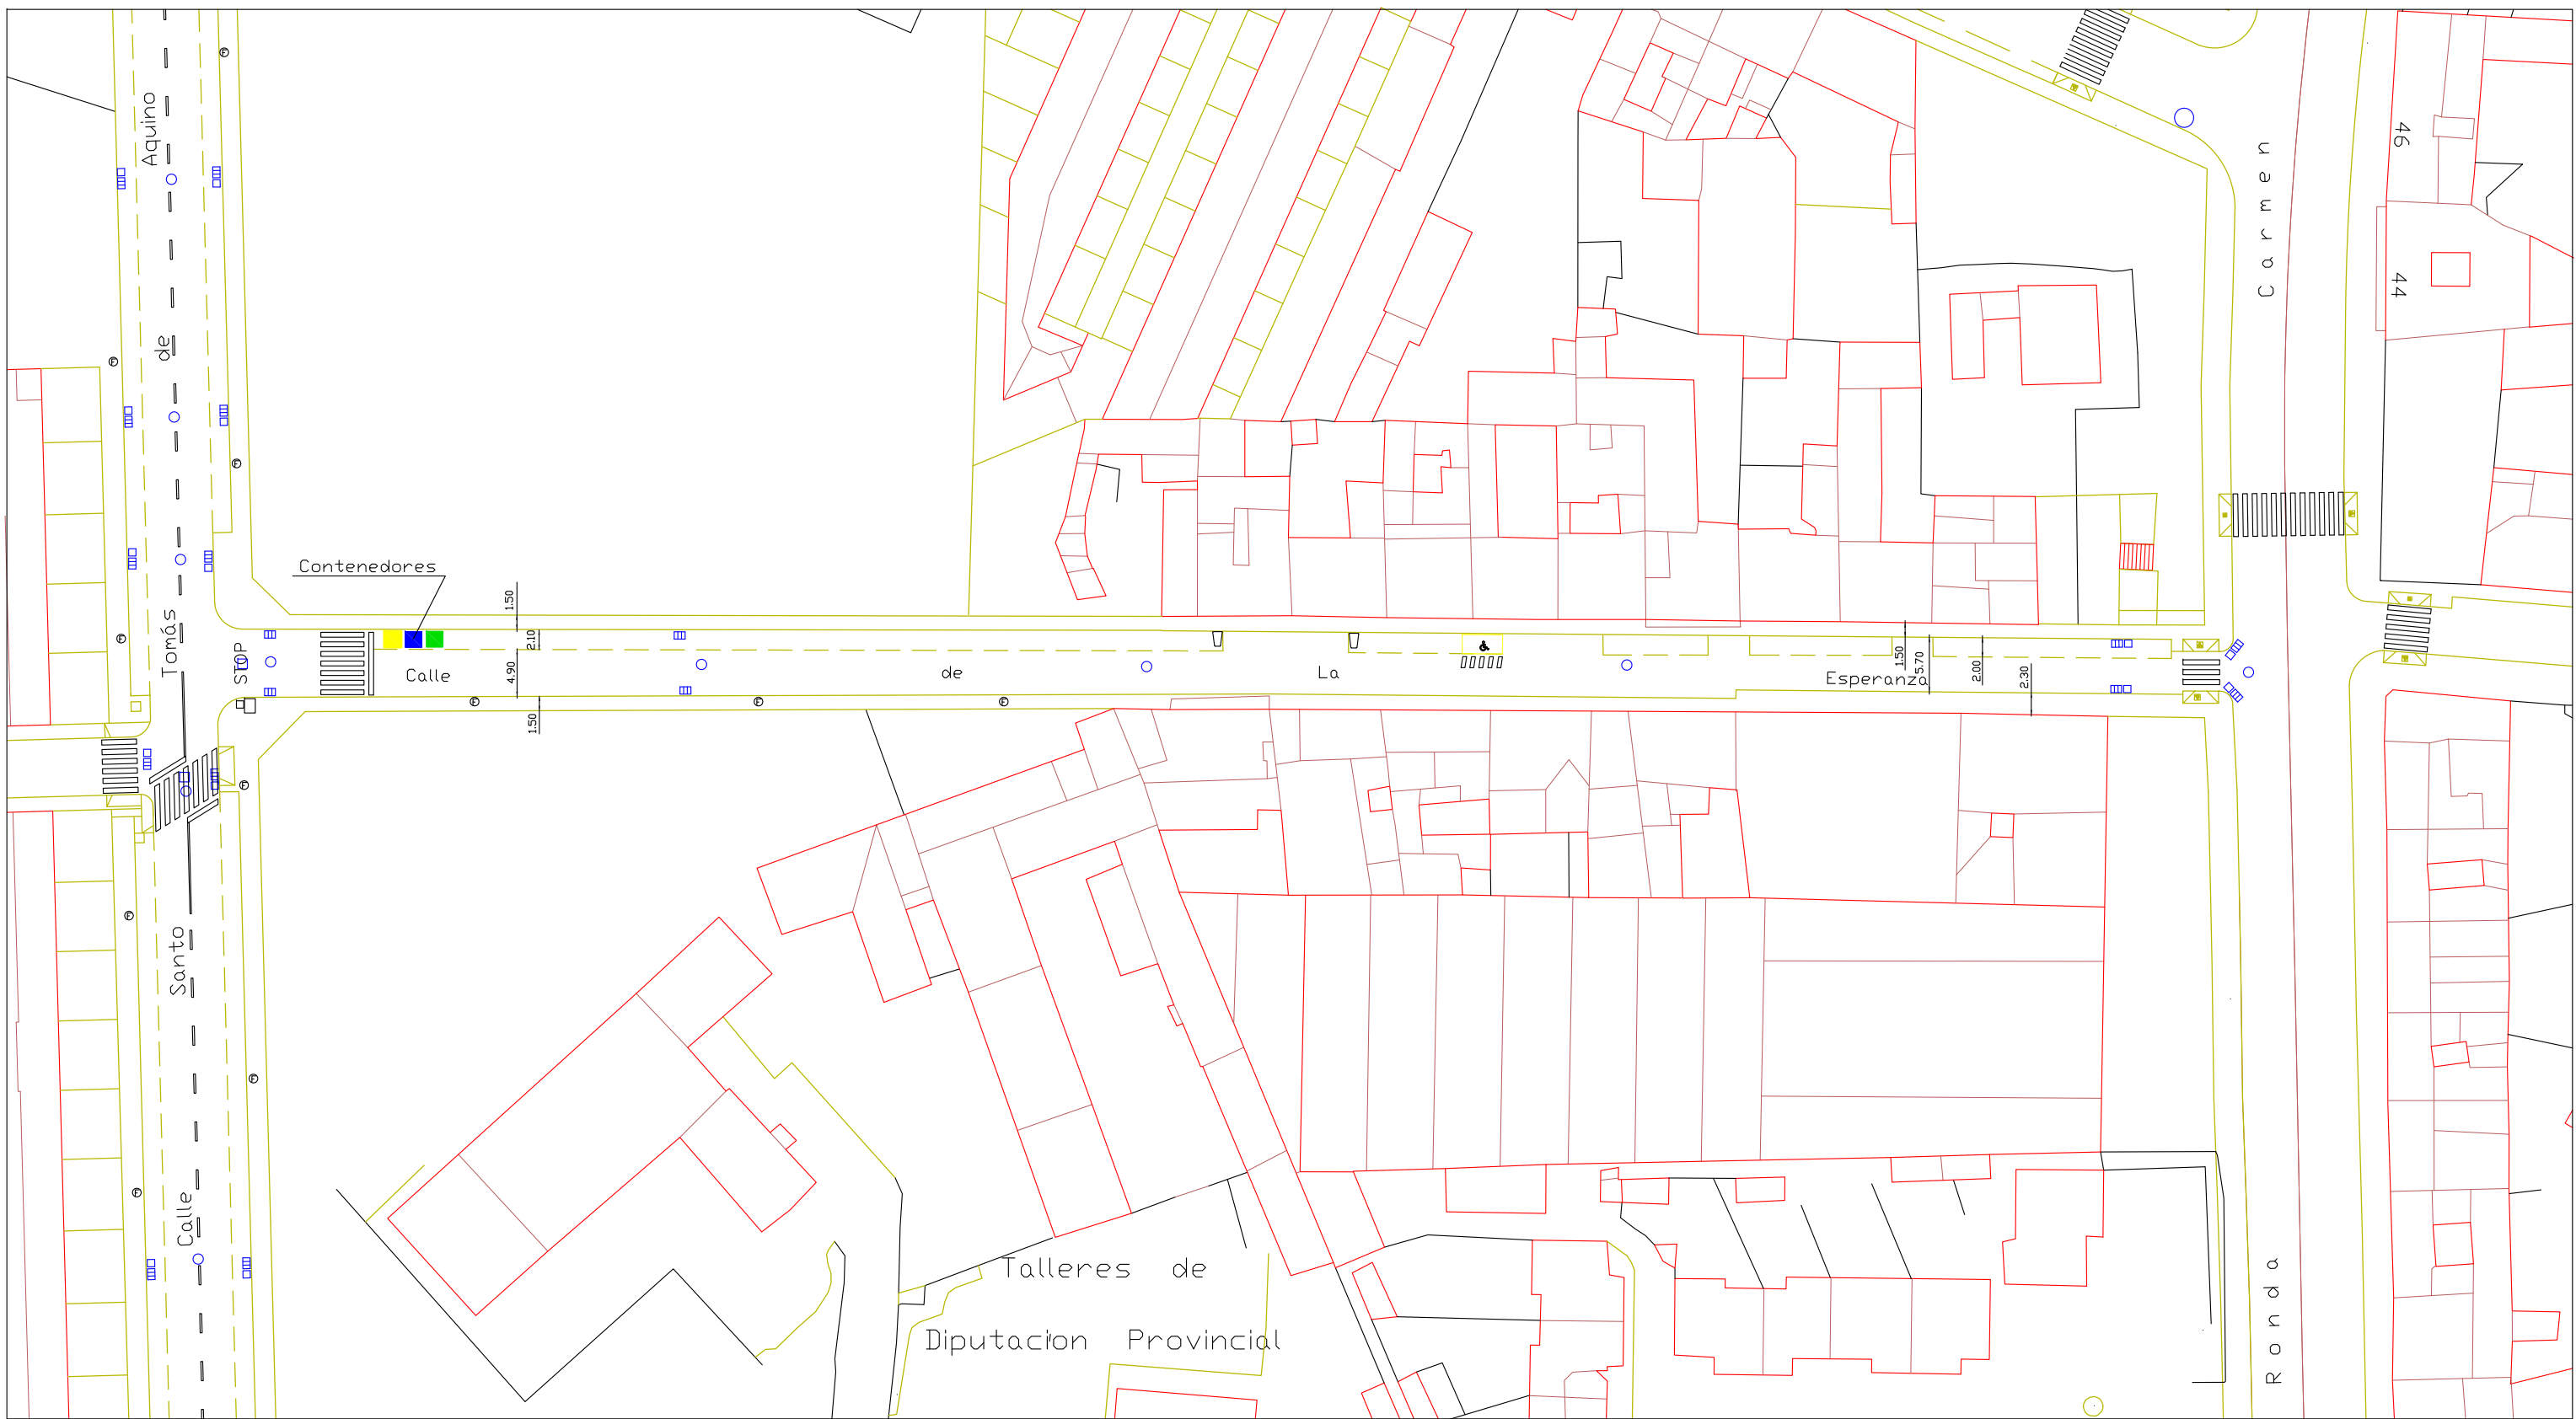 Calle Santo Tomás de Aquino
Contenedores
STOP
Calle de La Esperanza
1.50
2.10
4.90
1.50
1.50
5.70
2.00
2.30
Ronda Carmen
46
44
Talleres de
Diputacion Provincial